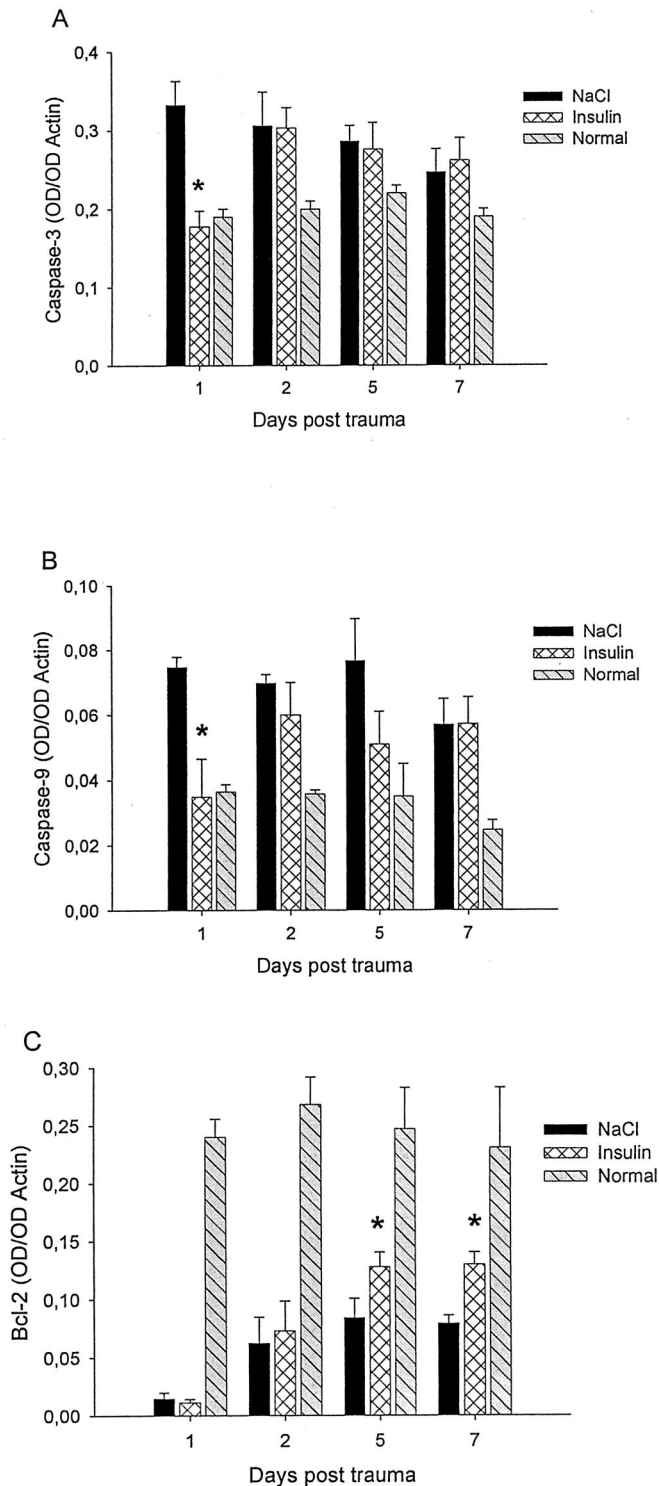 A
Caspase-3 (OD/OD Actin)
0,4
0,3
0,2
0,1
0,0
*
NaCl
Insulin
Normal
1 2 5 7
Days post trauma
B
Caspase-9 (OD/OD Actin)
0,10
0,08
0,06
0,04
0,02
0,00
*
NaCl
Insulin
Normal
1 2 5 7
Days post trauma
C
Bcl-2 (OD/OD Actin)
0,30
0,25
0,20
0,15
0,10
0,05
0,00
* *
NaCl
Insulin
Normal
1 2 5 7
Days post trauma